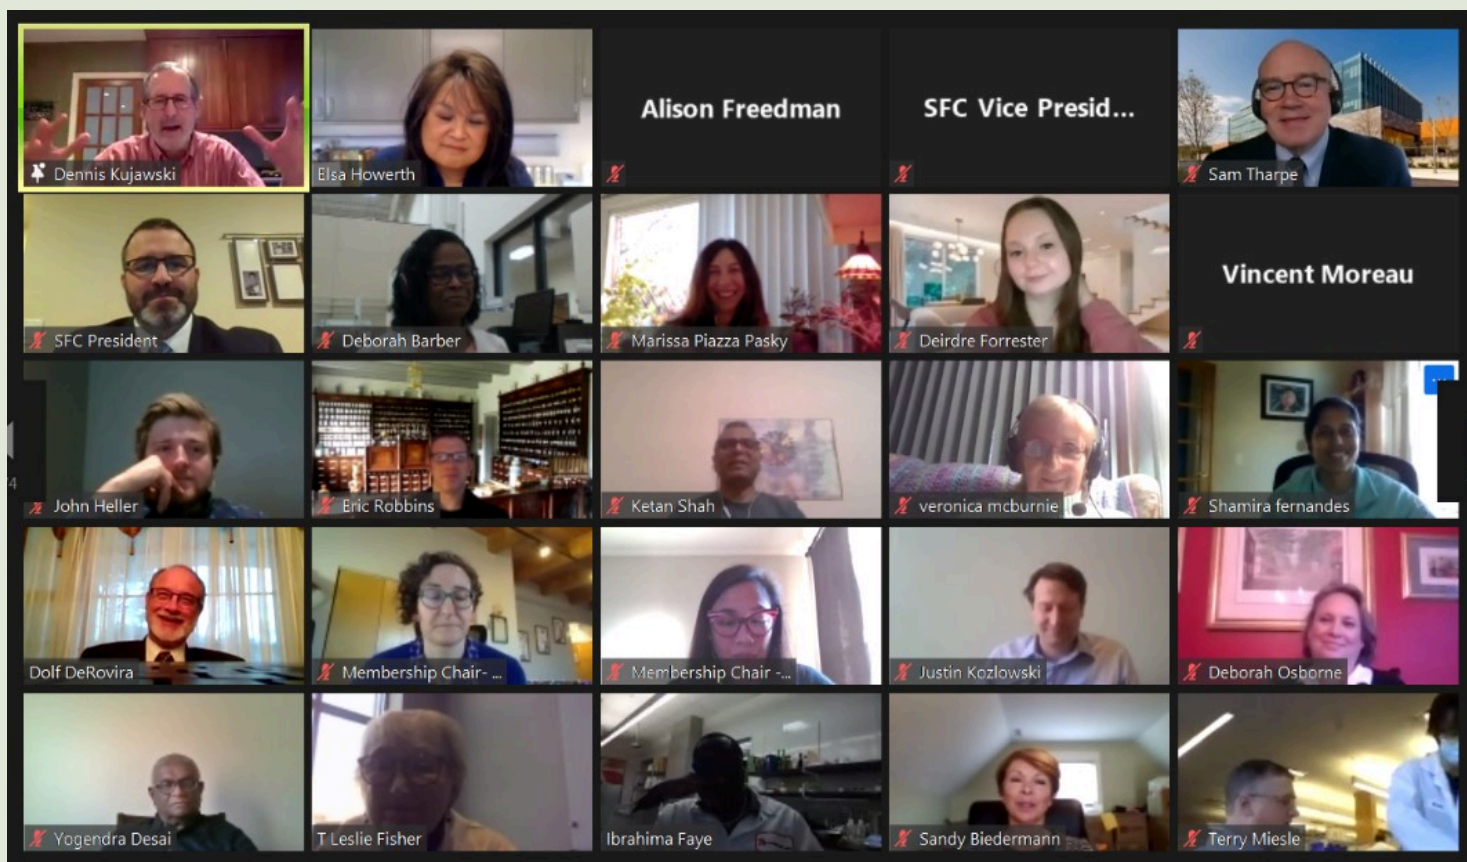 Dennis Kujawski
Elsa Howerth
Alison Freedman
SFC Vice Presid...
Sam Tharpe
SFC President
Deborah Barber
Marissa Piazza Pasky
Deirdre Forrester
Vincent Moreau
John Heller
Eric Robbins
Ketan Shah
veronica mcburnie
Shamira fernandes
Dolf DeRovira
Membership Chair- ...
Membership Chair -...
Justin Kozlowski
Deborah Osborne
Yogendra Desai
T Leslie Fisher
Ibrahima Faye
Sandy Biedermann
Terry Miesle